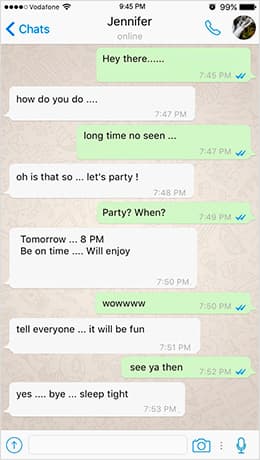 Vodafone
9:45 PM
99%
Chats
Jennifer
online
Hey there......
7:45 PM
how do you do ....
7:47 PM
long time no seen ...
7:47 PM
oh is that so ... let's party !
7:48 PM
Party? When?
7:49 PM
Tomorrow ... 8 PM
Be on time .... Will enjoy
7:50 PM
wowwww
7:50 PM
tell everyone ... it will be fun
7:51 PM
see ya then
7:52 PM
yes .... bye ... sleep tight
7:53 PM